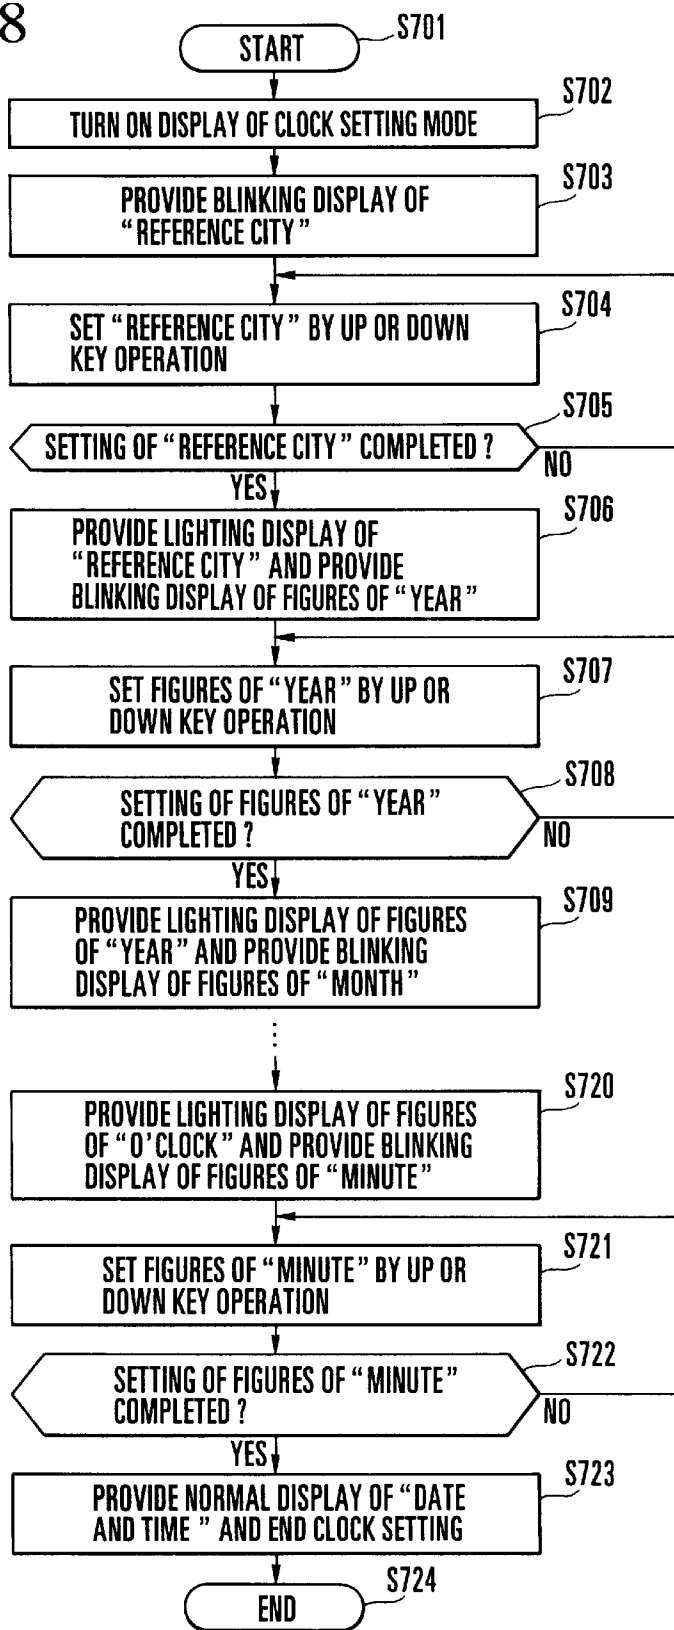 8
START
S701
TURN ON DISPLAY OF CLOCK SETTING MODE
S702
PROVIDE BLINKING DISPLAY OF
“REFERENCE CITY”
S703
SET “REFERENCE CITY” BY UP OR DOWN
KEY OPERATION
S704
SETTING OF “REFERENCE CITY” COMPLETED ?
S705
NO
YES
PROVIDE LIGHTING DISPLAY OF
“REFERENCE CITY” AND PROVIDE
BLINKING DISPLAY OF FIGURES OF “YEAR”
S706
SET FIGURES OF “YEAR” BY UP OR
DOWN KEY OPERATION
S707
SETTING OF FIGURES OF “YEAR”
COMPLETED ?
S708
NO
YES
PROVIDE LIGHTING DISPLAY OF FIGURES
OF “YEAR” AND PROVIDE BLINKING
DISPLAY OF FIGURES OF “MONTH”
S709
PROVIDE LIGHTING DISPLAY OF FIGURES
OF “O'CLOCK” AND PROVIDE BLINKING
DISPLAY OF FIGURES OF “MINUTE”
S720
SET FIGURES OF “MINUTE” BY UP OR
DOWN KEY OPERATION
S721
SETTING OF FIGURES OF “MINUTE”
COMPLETED ?
S722
NO
YES
PROVIDE NORMAL DISPLAY OF “DATE
AND TIME ” AND END CLOCK SETTING
S723
END
S724